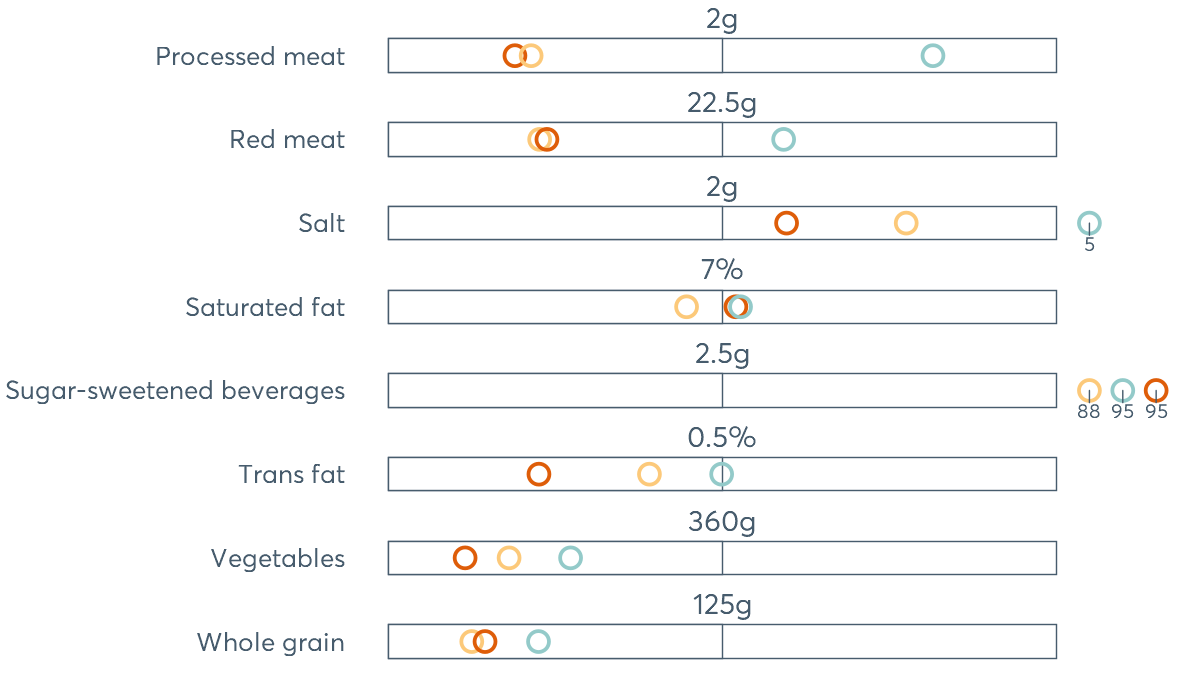 2g
Processed meat
22.5g
Red meat
2g
Salt
5
7%
Saturated fat
2.5g
Sugar-sweetened beverages
88 95 95
0.5%
Trans fat
360g
Vegetables
125g
Whole grain